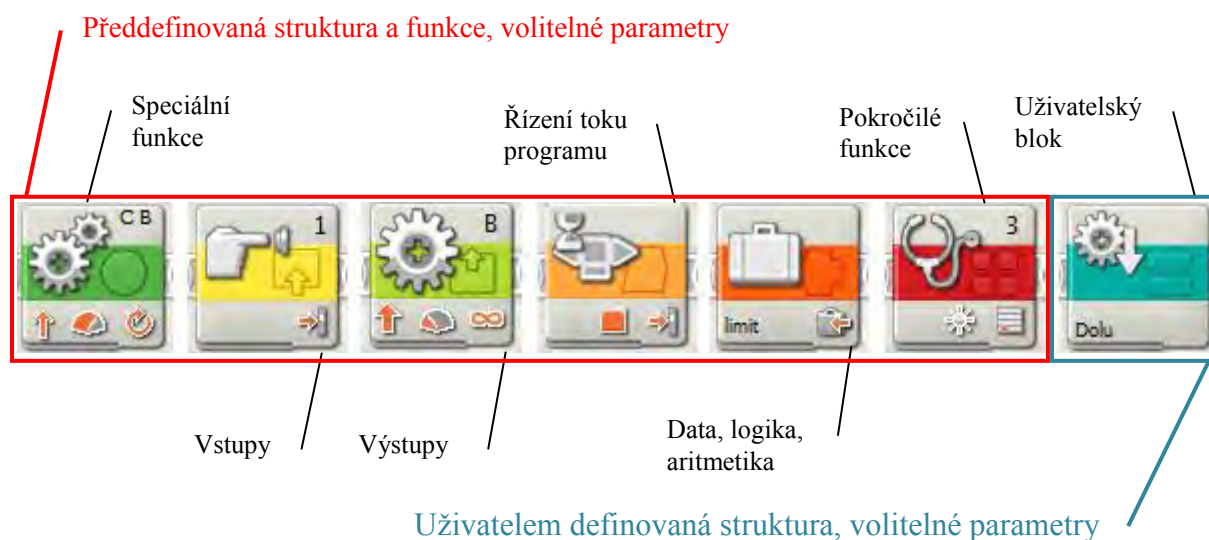 Předdefinovaná struktura a funkce, volitelné parametry
Speciální
funkce
Řízení toku
programu
Pokročilé
funkce
Uživatelský
blok
C B
1
B
3
limit
Dolu
Vstupy
Výstupy
Data, logika,
aritmetika
Uživatelem definovaná struktura, volitelné parametry